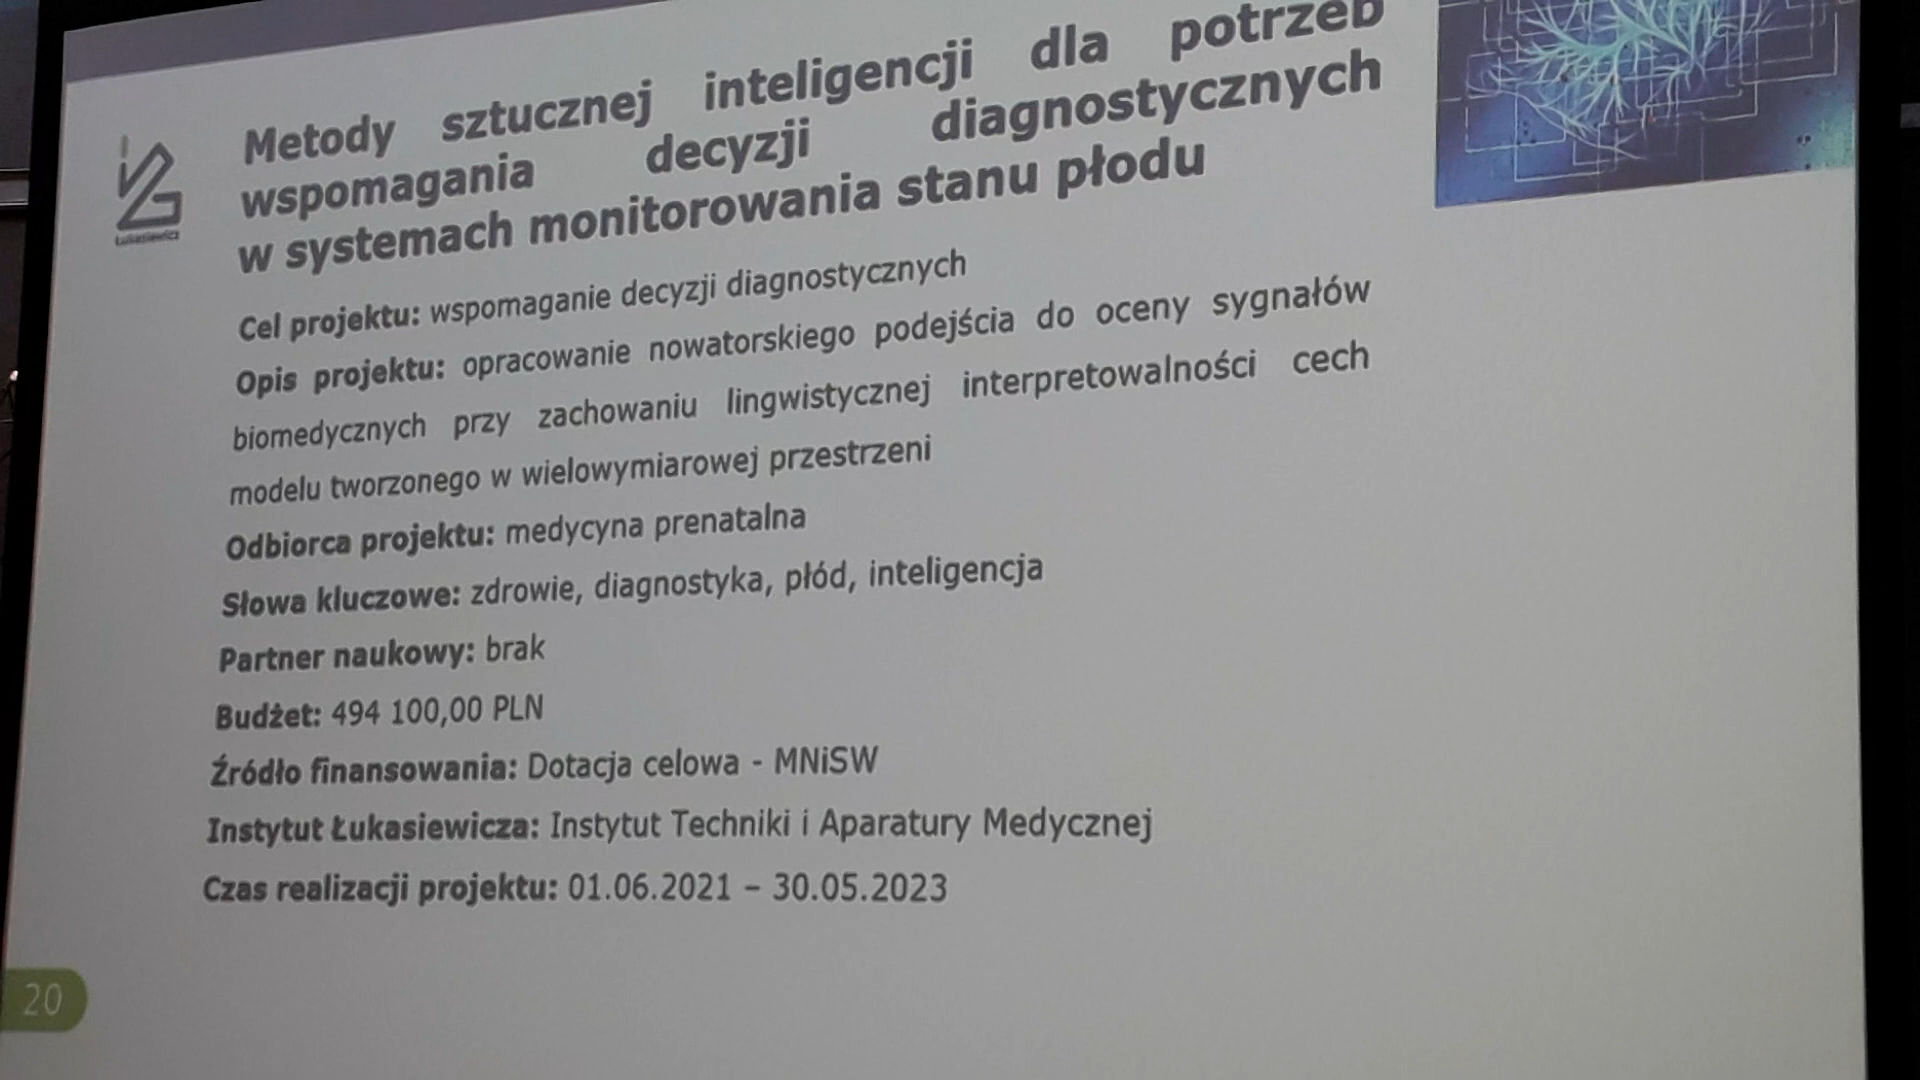 Metody sztucznej inteligencji dla potrzeb
wspomagania decyzji diagnostycznych
w systemach monitorowania stanu płodu
Łukasiewicz
Cel projektu: wspomaganie decyzji diagnostycznych
Opis projektu: opracowanie nowatorskiego podejścia do oceny sygnałów
biomedycznych przy zachowaniu lingwistycznej interpretowalności cech
modelu tworzonego w wielowymiarowej przestrzeni
Odbiorca projektu: medycyna prenatalna
Słowa kluczowe: zdrowie, diagnostyka, płód, inteligencja
Partner naukowy: brak
Budżet: 494 100,00 PLN
Źródło finansowania: Dotacja celowa - MNiSW
Instytut Łukasiewicza: Instytut Techniki i Aparatury Medycznej
Czas realizacji projektu: 01.06.2021 – 30.05.2023
20